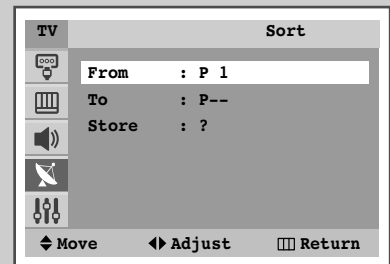 TV Sort
From : P 1
To : P--
Store : ?
Move Adjust Return